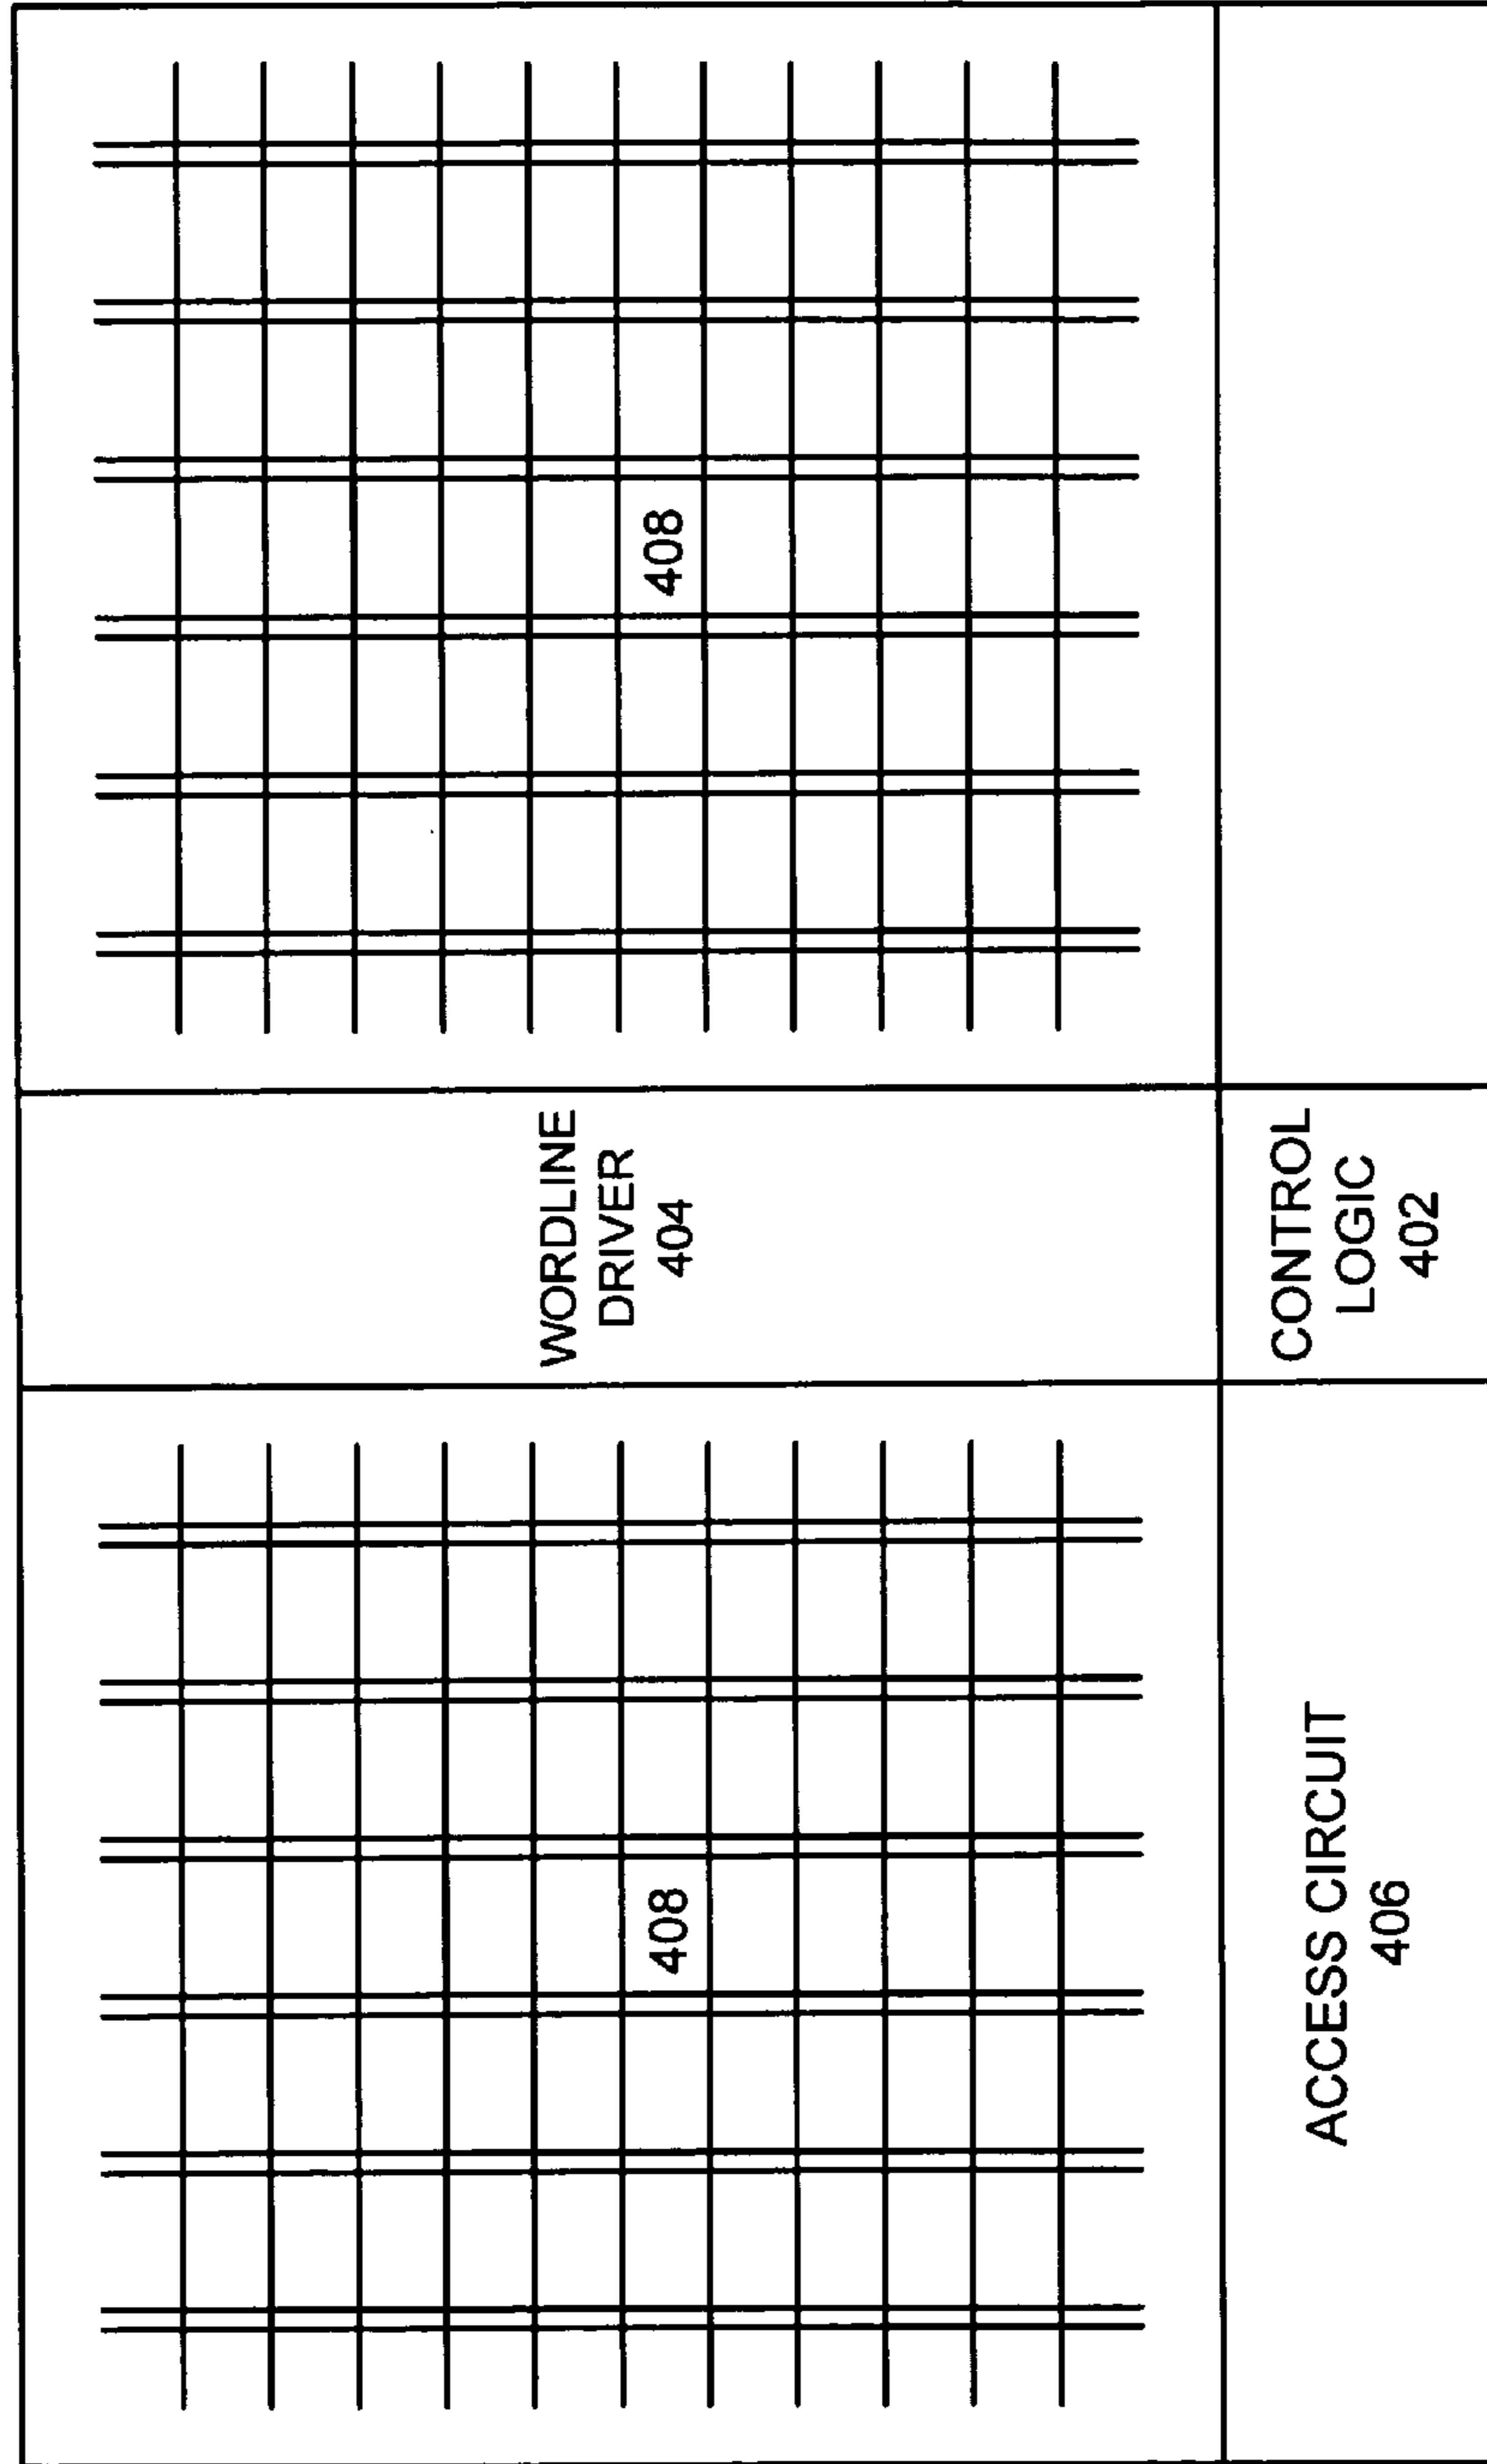 408
WORDLINE
DRIVER
404
408
ACCESS CIRCUIT
406
CONTROL
LOGIC
402